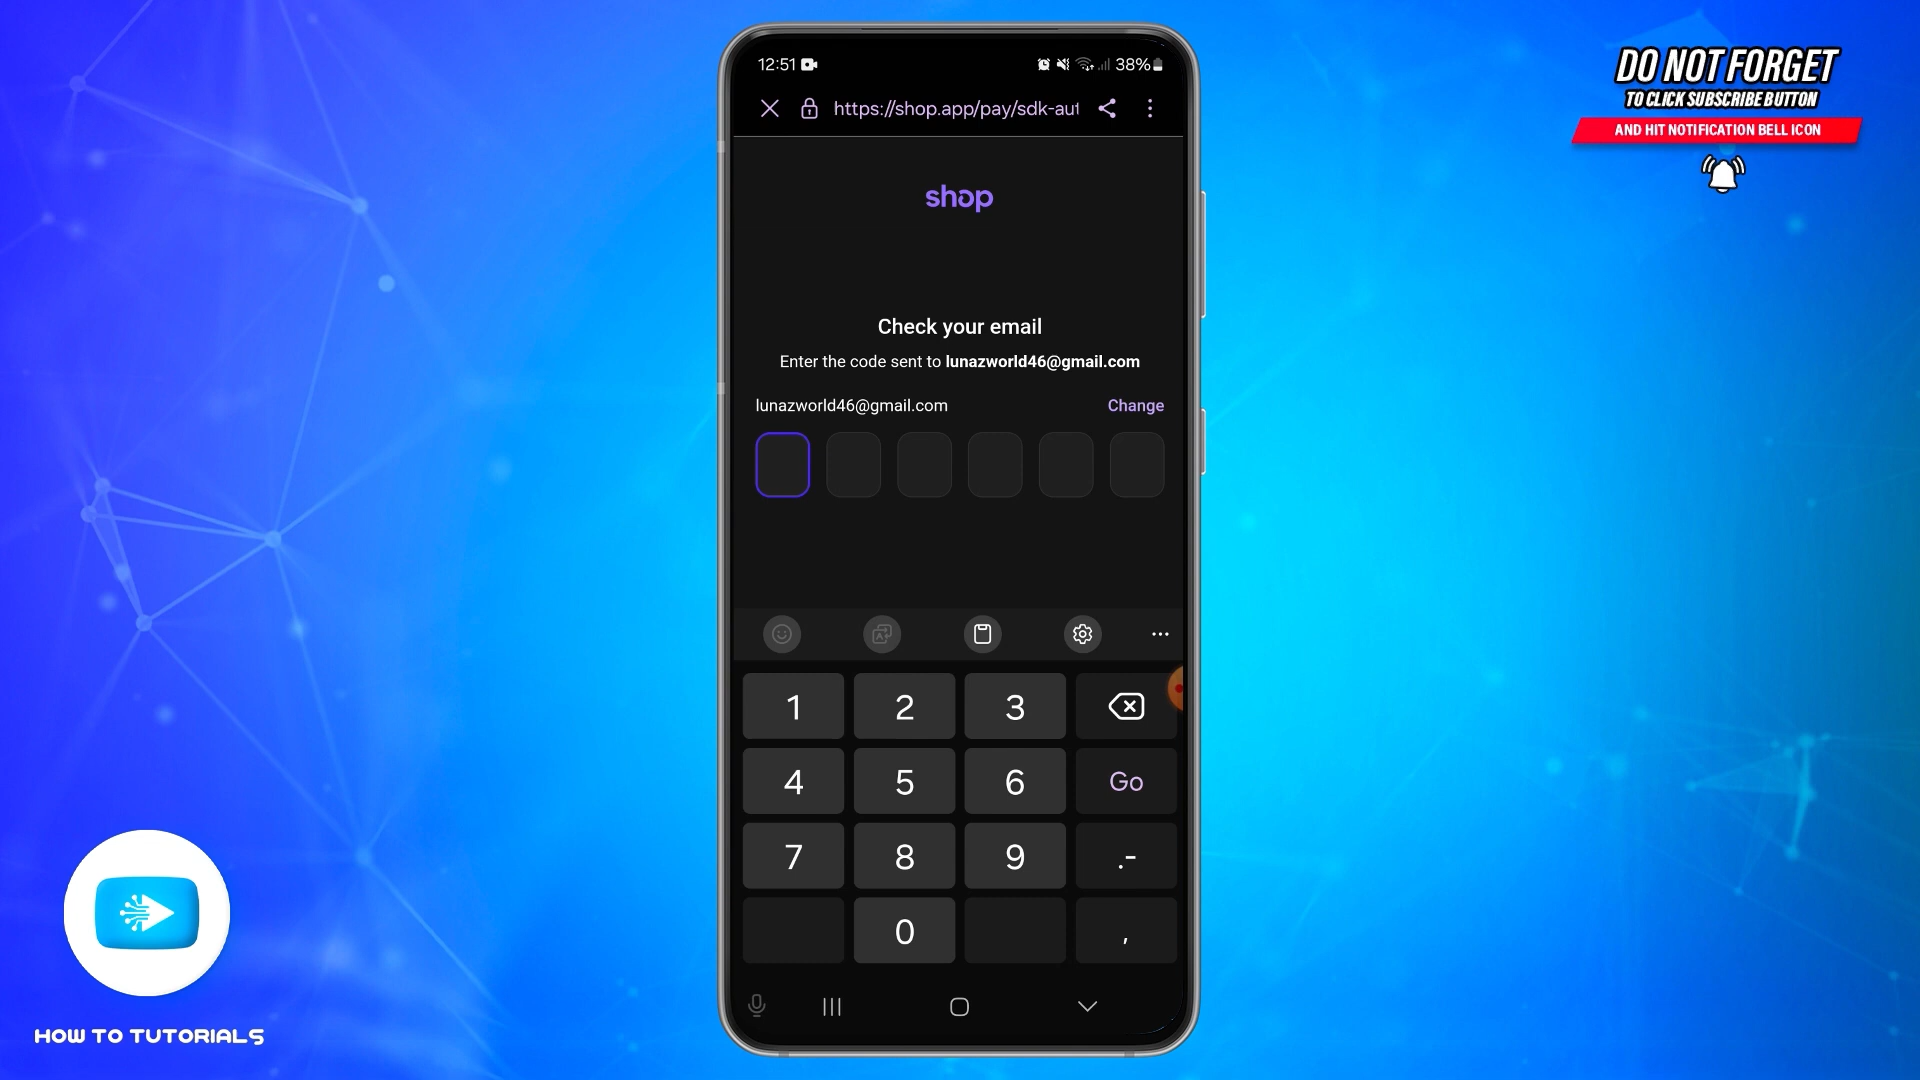 DO NOT FORGET
TO CLICK SUBSCRIBE BUTTON
AND HIT NOTIFICATION BELL ICON
12:51
38%
https://shop.app/pay/sdk-aut
shop
Check your email
Enter the code sent to lunazworld46@gmail.com
lunazworld46@gmail.com
Change
1
2
3
4
5
6
Go
7
8
9
.-
0
,
HOW TO TUTORIALS